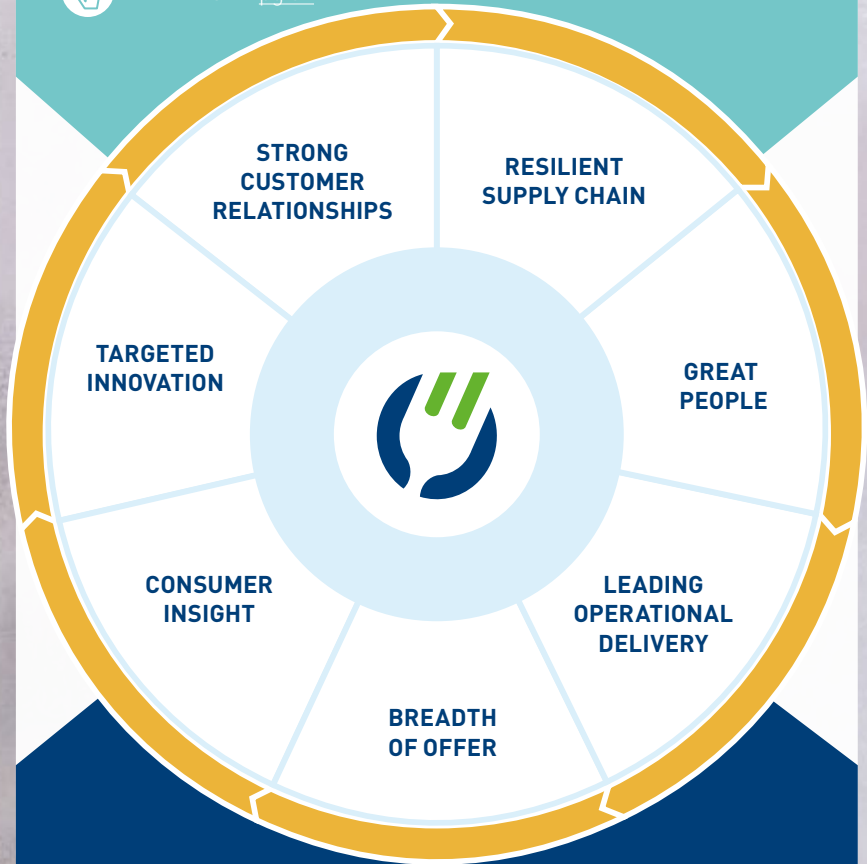 STRONG
CUSTOMER
RELATIONSHIPS
RESILIENT
SUPPLY CHAIN
GREAT
PEOPLE
LEADING
OPERATIONAL
DELIVERY
BREADTH
OF OFFER
CONSUMER
INSIGHT
TARGETED
INNOVATION